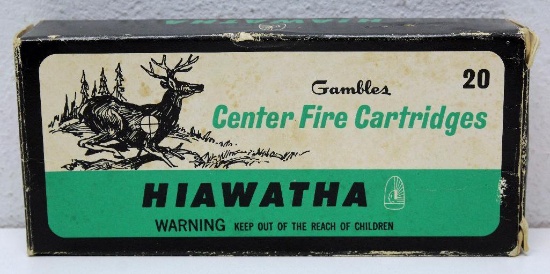 Gambles 20
Center Fire Cartridges
HIAWATHA
WARNING KEEP OUT OF THE REACH OF CHILDREN